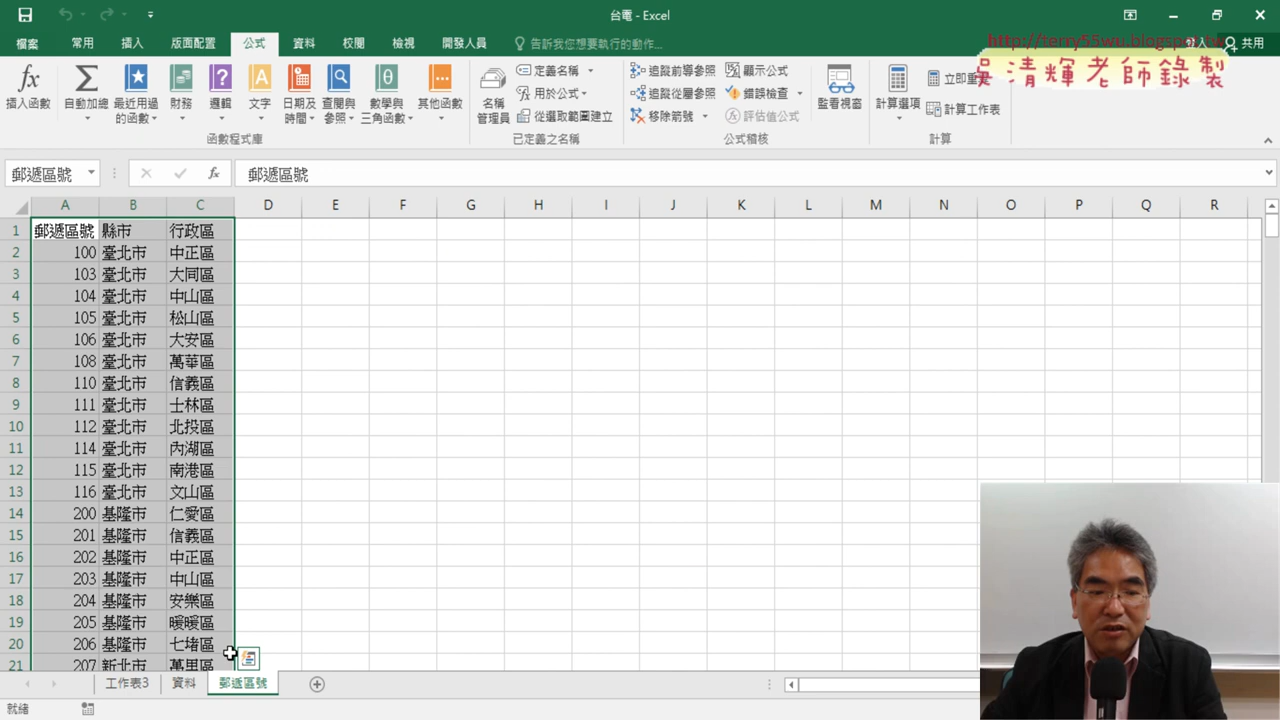 台電 - Excel
檔案 常用 插入 版面配置 公式 資料 校閱 檢視 開發人員 告訴我您想要執行的動作... 共用
http://terry55wu.blogspot.tw
吳清輝老師錄製
插入函數 自動加總 最近用過的函數 財務 邏輯 文字 日期及時間 查閱與參照 數學與三角函數 其他函數
函數程式庫
名稱管理員 定義名稱 用於公式 從選取範圍建立
已定義之名稱
追蹤前導參照 追蹤從屬參照 移除箭號 顯示公式 錯誤檢查 評估值公式 監看視窗
公式稽核
計算選項 立即重 計算工作表
計算
郵遞區號 fx 郵遞區號
A B C D E F G H I J K L M N O P Q R
1 郵遞區號 縣市 行政區
2 100 臺北市 中正區
3 103 臺北市 大同區
4 104 臺北市 中山區
5 105 臺北市 松山區
6 106 臺北市 大安區
7 108 臺北市 萬華區
8 110 臺北市 信義區
9 111 臺北市 士林區
10 112 臺北市 北投區
11 114 臺北市 內湖區
12 115 臺北市 南港區
13 116 臺北市 文山區
14 200 基隆市 仁愛區
15 201 基隆市 信義區
16 202 基隆市 中正區
17 203 基隆市 中山區
18 204 基隆市 安樂區
19 205 基隆市 暖暖區
20 206 基隆市 七堵區
21 207 新北市 萬里區
工作表3 資料 郵遞區號
就緒